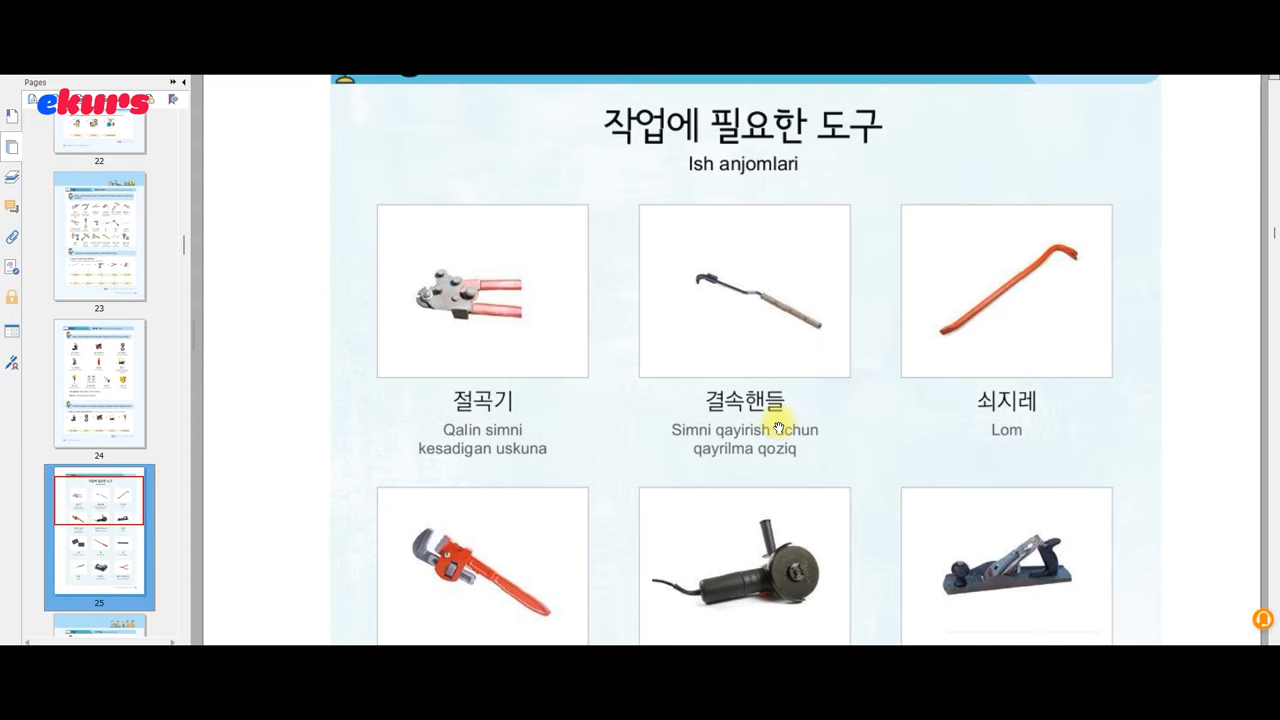 Pages
ekurs
22
23
24
25
작업에 필요한 도구
Ish anjomlari
절곡기
Qalin simni
kesadigan uskuna
결속핸들
Simni qayirish uchun
qayrilma qoziq
쇠지레
Lom